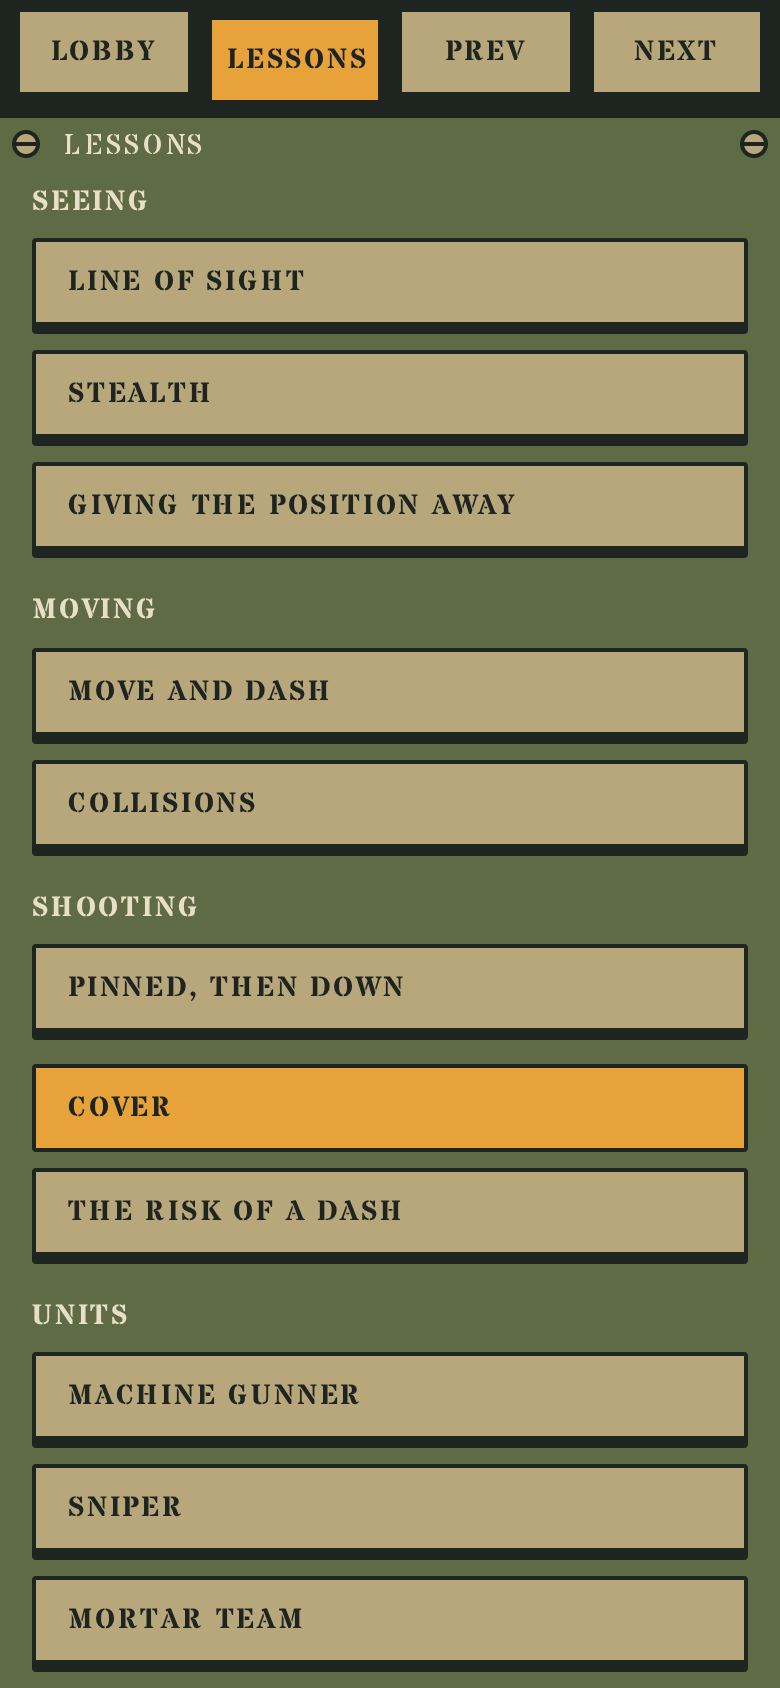 LOBBY
LESSONS
PREV
NEXT
LESSONS
SEEING
LINE OF SIGHT
STEALTH
GIVING THE POSITION AWAY
MOVING
MOVE AND DASH
COLLISIONS
SHOOTING
PINNED, THEN DOWN
COVER
THE RISK OF A DASH
UNITS
MACHINE GUNNER
SNIPER
MORTAR TEAM